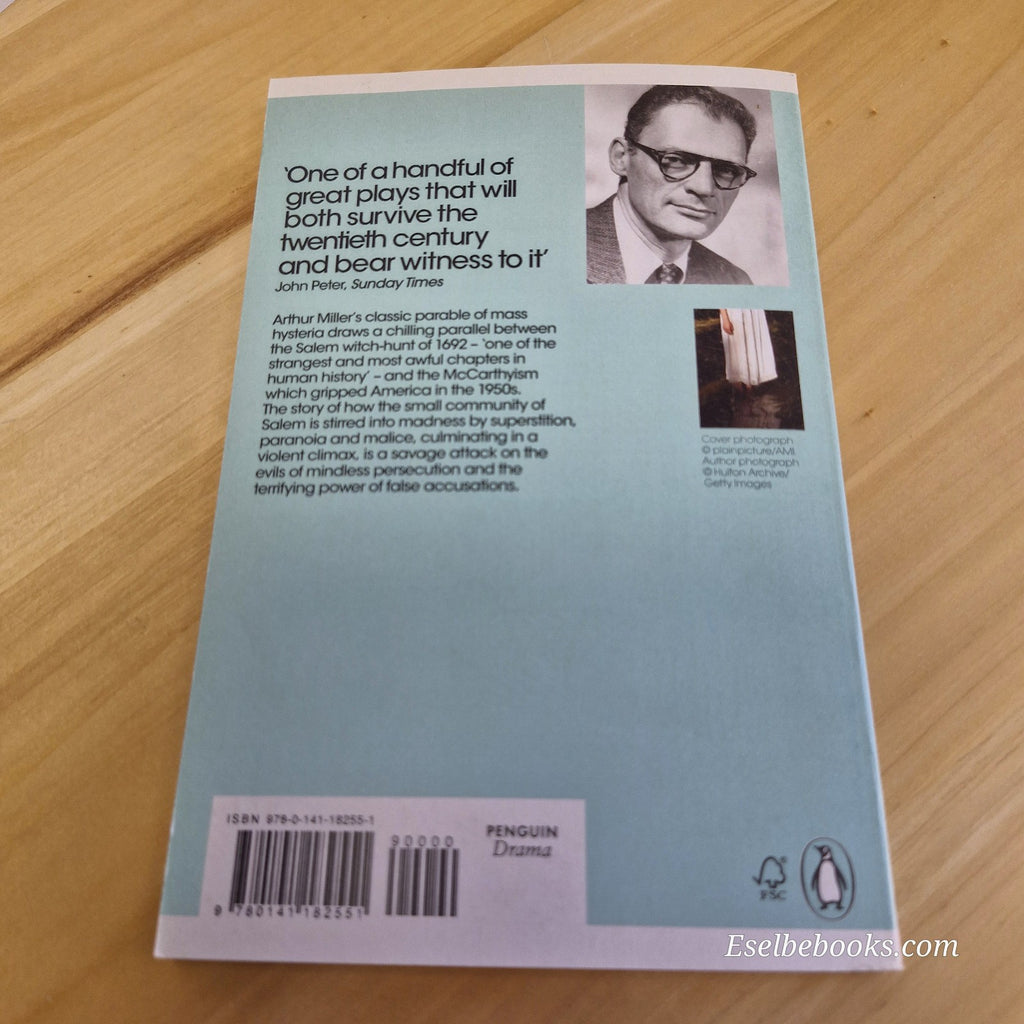 'One of a handful of
great plays that will
both survive the
twentieth century
and bear witness to it'
John Peter, Sunday Times
Arthur Miller's classic parable of mass
hysteria draws a chilling parallel between
the Salem witch-hunt of 1692 – 'one of the
strangest and most awful chapters in
human history' – and the McCarthyism
which gripped America in the 1950s.
The story of how the small community of
Salem is stirred into madness by superstition,
paranoia and malice, culminating in a
violent climax, is a savage attack on the
evils of mindless persecution and the
terrifying power of false accusations.
Cover photograph
© plainpicture/AMI
Author photograph
© Hulton Archive/
Getty Images
ISBN 978-0-141-18255-1
90000
9 780141 182551
PENGUIN
Drama
FSC
Eselbebooks.com